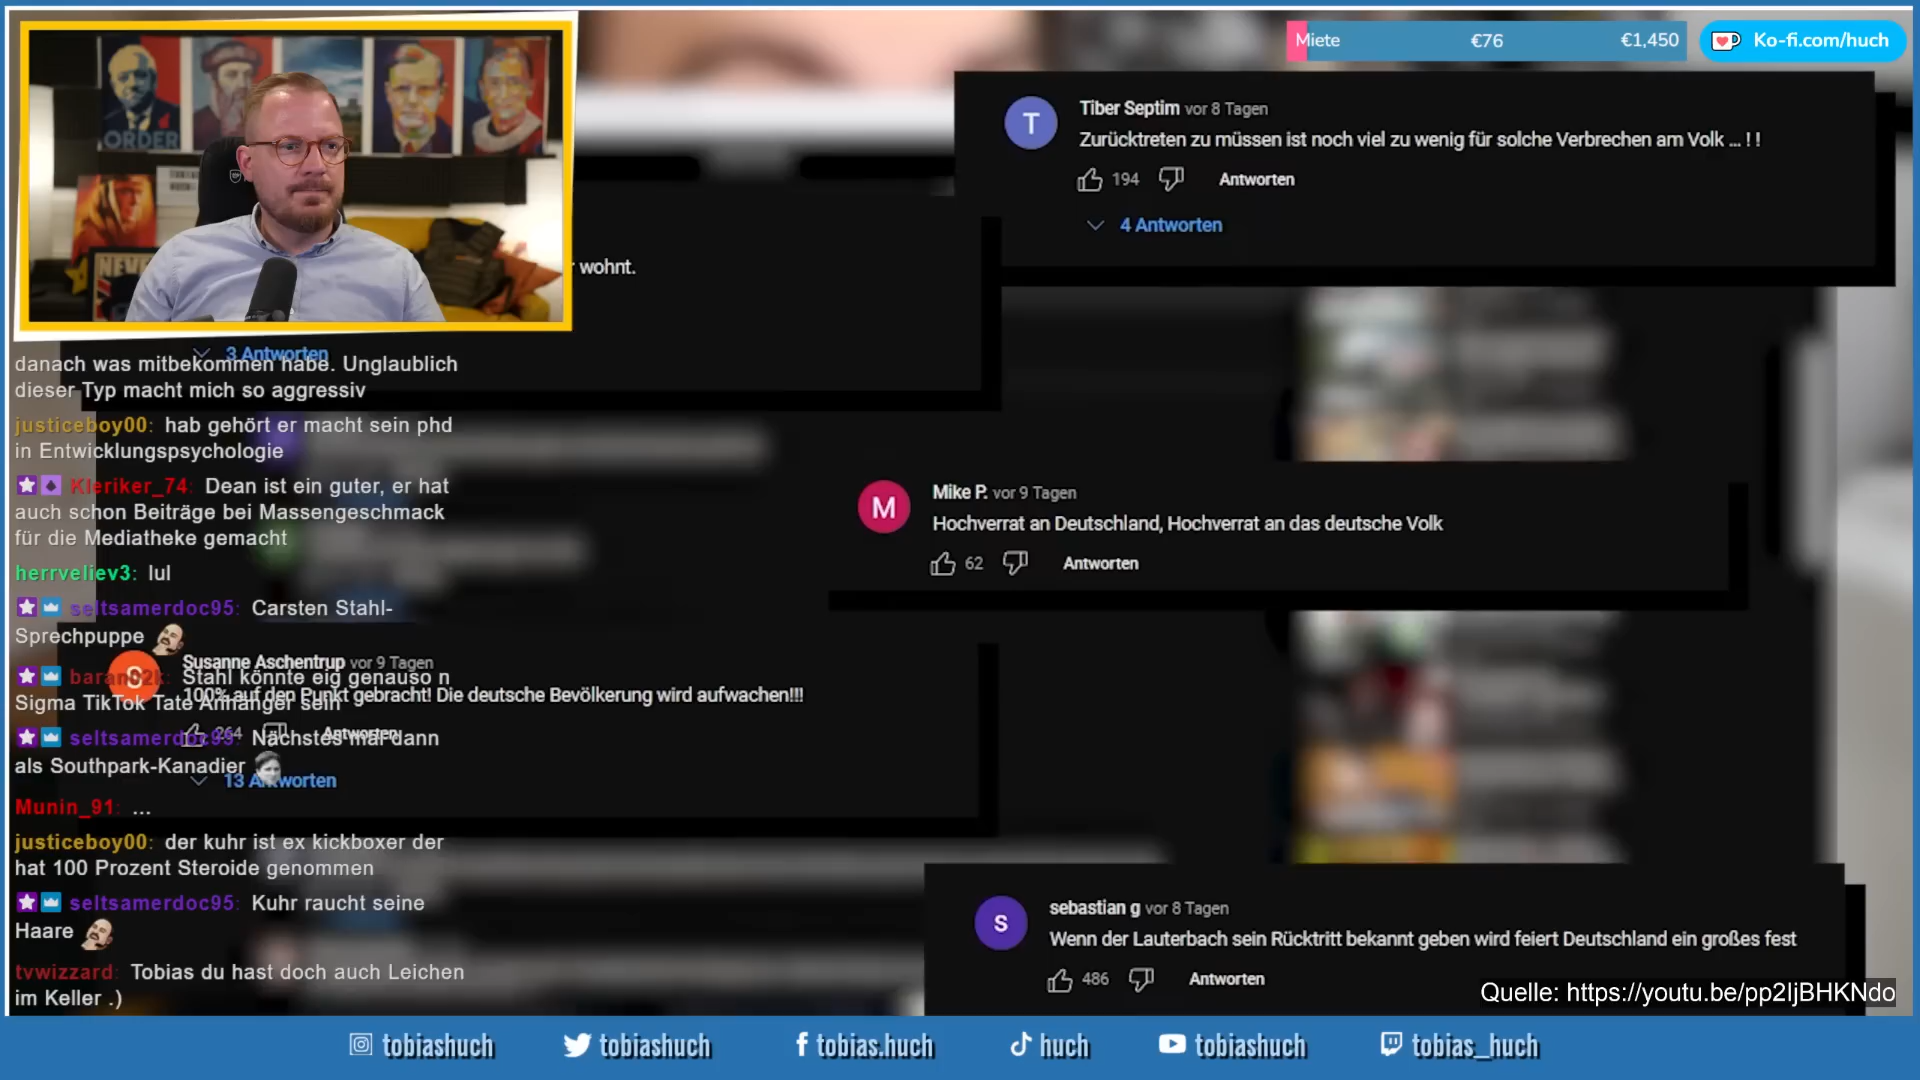 ORDER
NEVE
Miete €76 €1,450
Ko-fi.com/huch
Tiber Septim vor 8 Tagen
Zurücktreten zu müssen ist noch viel zu wenig für solche Verbrechen am Volk ... ! !
194 Antworten
4 Antworten
wohnt.
3 Antworten
danach was mitbekommen habe. Unglaublich
dieser Typ macht mich so aggressiv
justiceboy00: hab gehört er macht sein phd
in Entwicklungspsychologie
Kleriker_74: Dean ist ein guter, er hat
auch schon Beiträge bei Massengeschmack
für die Mediatheke gemacht
herrveliev3: lul
seltsamerdoc95: Carsten Stahl-
Sprechpuppe
Stahl könnte eig genauso n
Sigma TikTok Tate Anhänger sein
seltsamerdoc95: Nächstes mal dann
als Southpark-Kanadier
Munin_91: ...
justiceboy00: der kuhr ist ex kickboxer der
hat 100 Prozent Steroide genommen
seltsamerdoc95: Kuhr raucht seine
Haare
tvwizzard: Tobias du hast doch auch Leichen
im Keller .)
M
Mike P. vor 9 Tagen
Hochverrat an Deutschland, Hochverrat an das deutsche Volk
62 Antworten
S
Susanne Aschentrup vor 9 Tagen
100% auf den Punkt gebracht! Die deutsche Bevölkerung wird aufwachen!!!
264 Antworten
13 Antworten
S
sebastian g vor 8 Tagen
Wenn der Lauterbach sein Rücktritt bekannt geben wird feiert Deutschland ein großes fest
486 Antworten
Quelle: https://youtu.be/pp2ljBHKNdo
tobiashuch tobiashuch tobias.huch huch tobiashuch tobias_huch